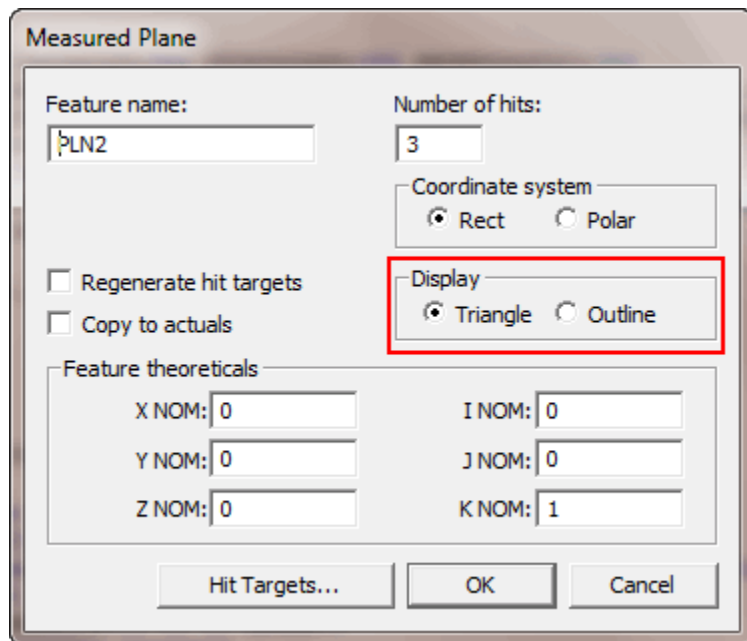 Measured Plane
Feature name:
Number of hits:
PLN2
3
Coordinate system
Rect Polar
Regenerate hit targets
Display
Copy to actuals
Triangle Outline
Feature theoreticals
X NOM: 0 I NOM: 0
Y NOM: 0 J NOM: 0
Z NOM: 0 K NOM: 1
Hit Targets... OK Cancel